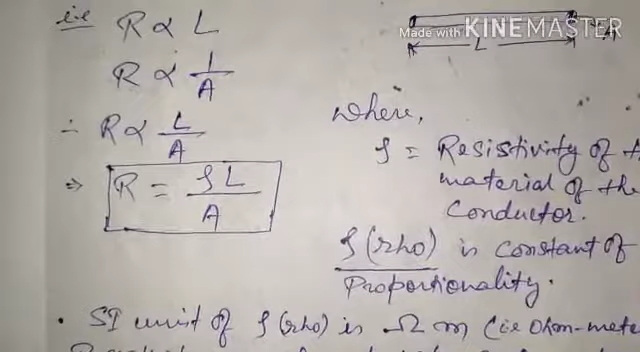 i.e R ∝ L
Made with KINEMASTER
L
A
R ∝ 1/A
∴ R ∝ L/A
where,
ρ = Resistivity of
material of the
Conductor.
⇒ R = ρL/A
ρ (rho) is constant of
Proportionality.
• SI unit of ρ (rho) is Ω m (ie Ohm-mete